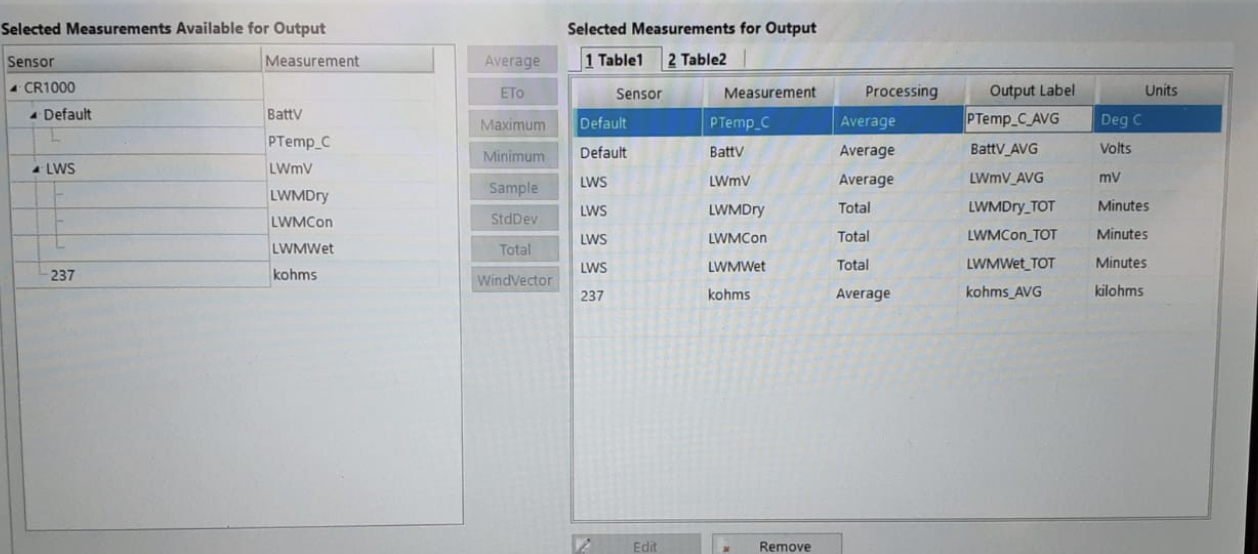 Selected Measurements Available for Output
Sensor Measurement
CR1000
Default BattV
PTemp_C
LWS LWmV
LWMDry
LWMCon
LWMWet
237 kohms
Average
ETo
Maximum
Minimum
Sample
StdDev
Total
WindVector
Selected Measurements for Output
1 Table1 2 Table2
Sensor Measurement Processing Output Label Units
Default PTemp_C Average PTemp_C_AVG Deg C
Default BattV Average BattV_AVG Volts
LWS LWmV Average LWmV_AVG mV
LWS LWMDry Total LWMDry_TOT Minutes
LWS LWMCon Total LWMCon_TOT Minutes
LWS LWMWet Total LWMWet_TOT Minutes
237 kohms Average kohms_AVG kilohms
Edit Remove